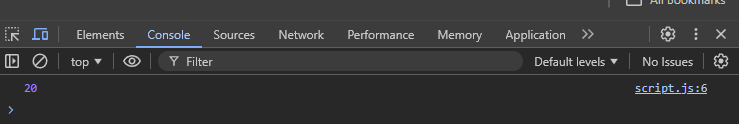 All Bookmarks
Elements Console Sources Network Performance Memory Application
top Filter Default levels No Issues
20 script.js:6